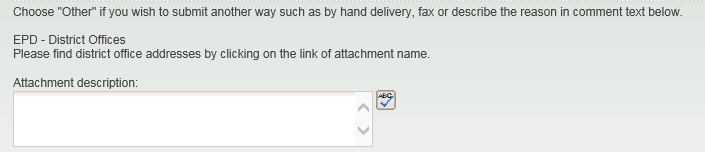 Choose "Other" if you wish to submit another way such as by hand delivery, fax or describe the reason in comment text below.
EPD - District Offices
Please find district office addresses by clicking on the link of attachment name.
Attachment description:
ABC